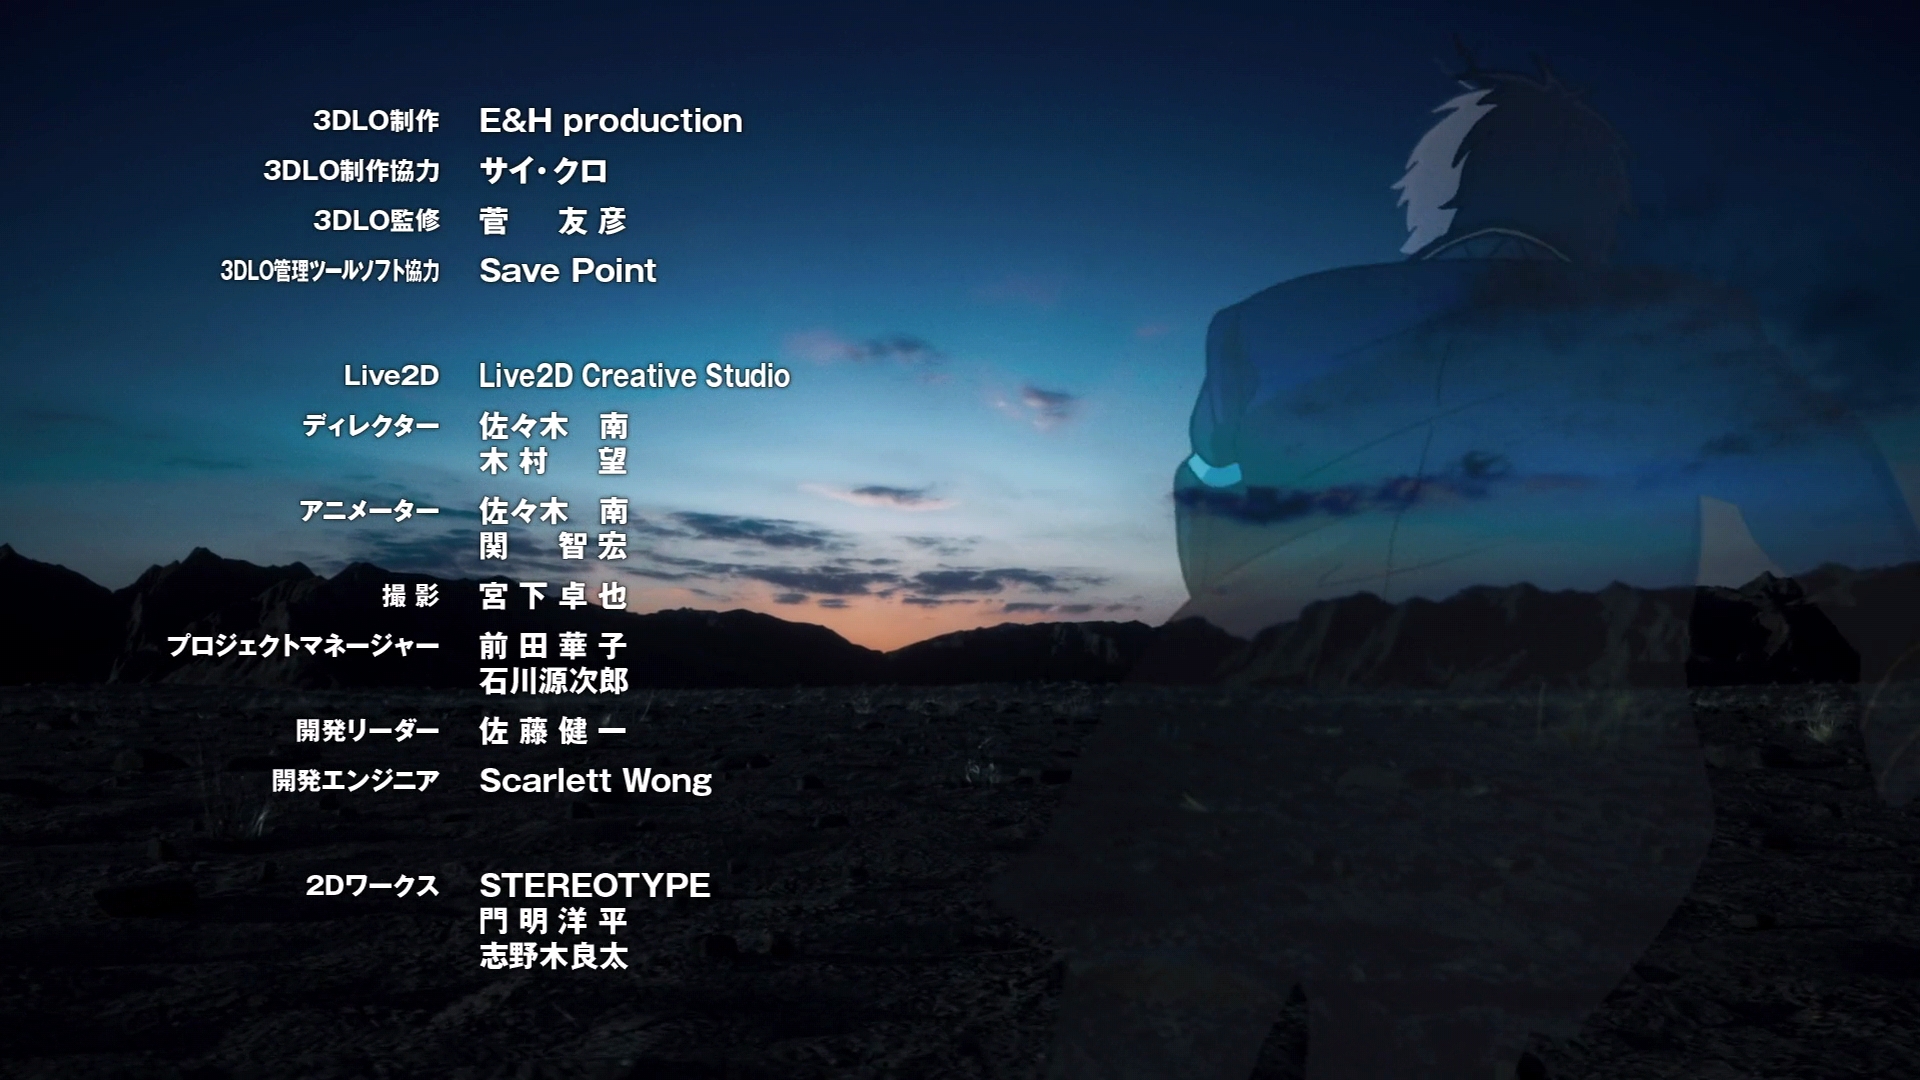 3DLO制作 E&H production
3DLO制作協力 サイ・クロ
3DLO監修 菅 友彦
3DLO管理ツールソフト協力 Save Point
Live2D Live2D Creative Studio
ディレクター 佐々木 南
木村 望
アニメーター 佐々木 南
関 智宏
撮影 宮下卓也
プロジェクトマネージャー 前田華子
石川源次郎
開発リーダー 佐藤健一
開発エンジニア Scarlett Wong
2Dワークス STEREOTYPE
門明洋平
志野木良太